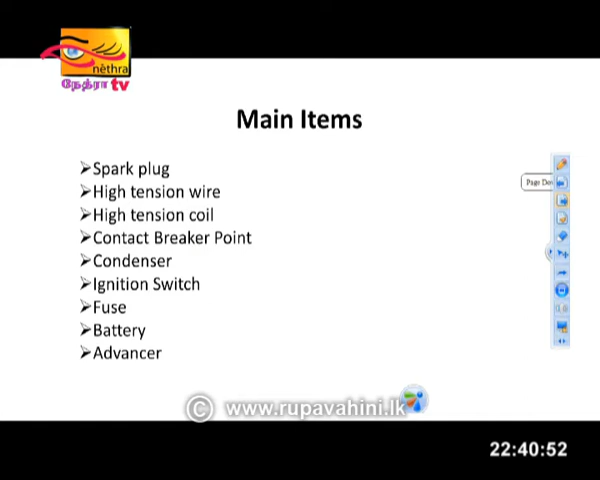 nethra
நேத்ரா tv
Main Items
➢Spark plug
➢High tension wire
➢High tension coil
➢Contact Breaker Point
➢Condenser
➢Ignition Switch
➢Fuse
➢Battery
➢Advancer
Page Do
© www.rupavahini.lk
22:40:52